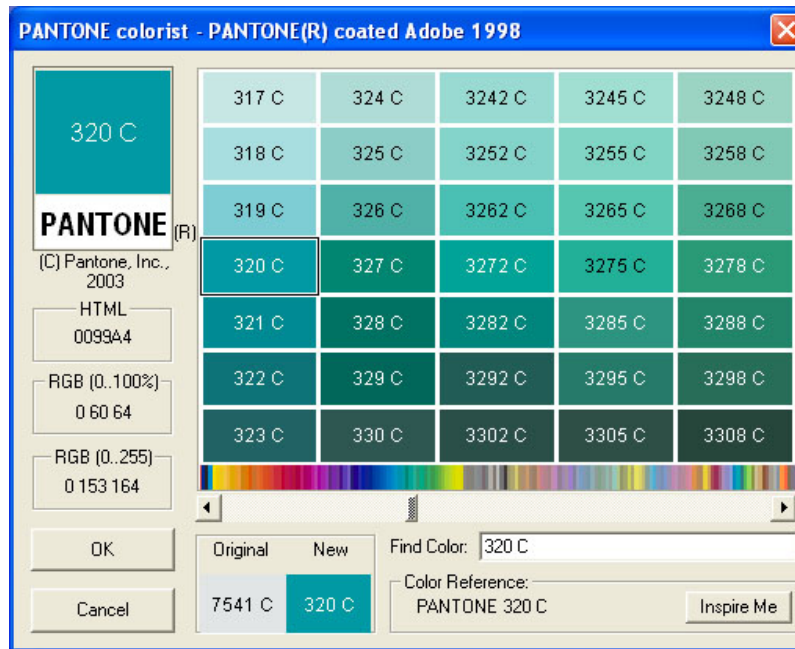 PANTONE colorist - PANTONE(R) coated Adobe 1998
320 C
PANTONE (R)
(C) Pantone, Inc.,
2003
HTML
0099A4
RGB (0..100%)
0 60 64
RGB (0..255)
0 153 164
OK
Cancel
317 C 324 C 3242 C 3245 C 3248 C
318 C 325 C 3252 C 3255 C 3258 C
319 C 326 C 3262 C 3265 C 3268 C
320 C 327 C 3272 C 3275 C 3278 C
321 C 328 C 3282 C 3285 C 3288 C
322 C 329 C 3292 C 3295 C 3298 C
323 C 330 C 3302 C 3305 C 3308 C
Original New
7541 C 320 C
Find Color: 320 C
Color Reference:
PANTONE 320 C
Inspire Me